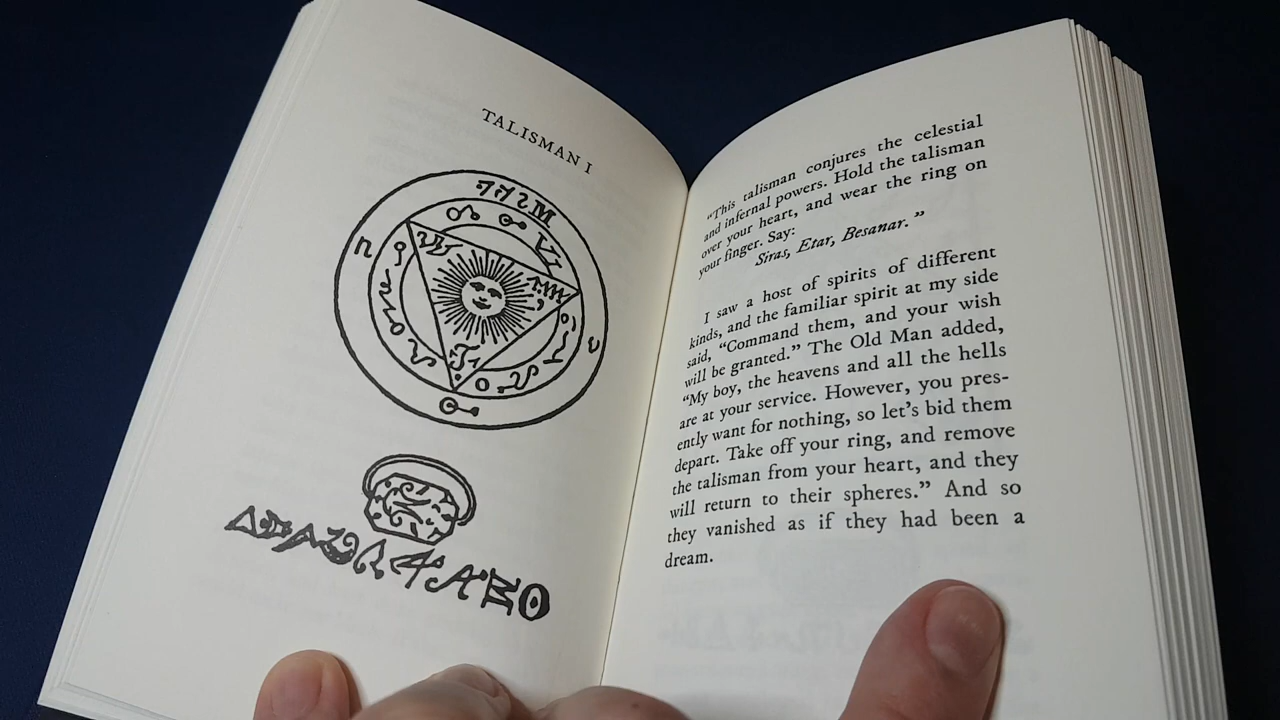 TALISMAN I
“This talisman conjures the celestial
and infernal powers. Hold the talisman
over your heart, and wear the ring on
your finger. Say:
Siras, Etar, Besanar.”
I saw a host of spirits of different
kinds, and the familiar spirit at my side
said, “Command them, and your wish
will be granted.” The Old Man added,
“My boy, the heavens and all the hells
are at your service. However, you pres-
ently want for nothing, so let’s bid them
depart. Take off your ring, and remove
the talisman from your heart, and they
will return to their spheres.” And so
they vanished as if they had been a
dream.